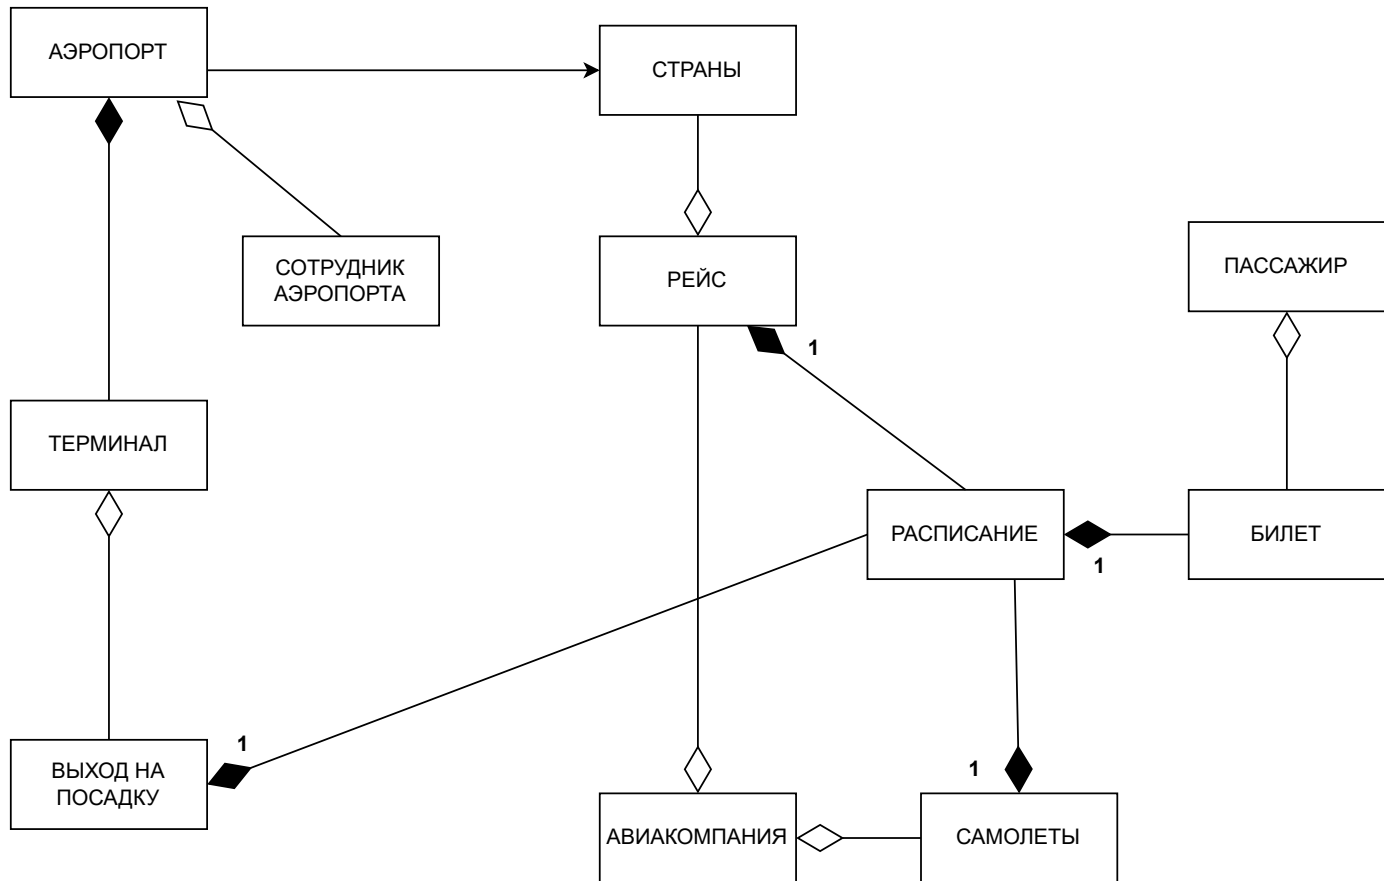 АЭРОПОРТ
СТРАНЫ
СОТРУДНИК
АЭРОПОРТА
РЕЙС
ПАССАЖИР
1
ТЕРМИНАЛ
РАСПИСАНИЕ
БИЛЕТ
1
1
ВЫХОД НА
ПОСАДКУ
1
АВИАКОМПАНИЯ
САМОЛЕТЫ